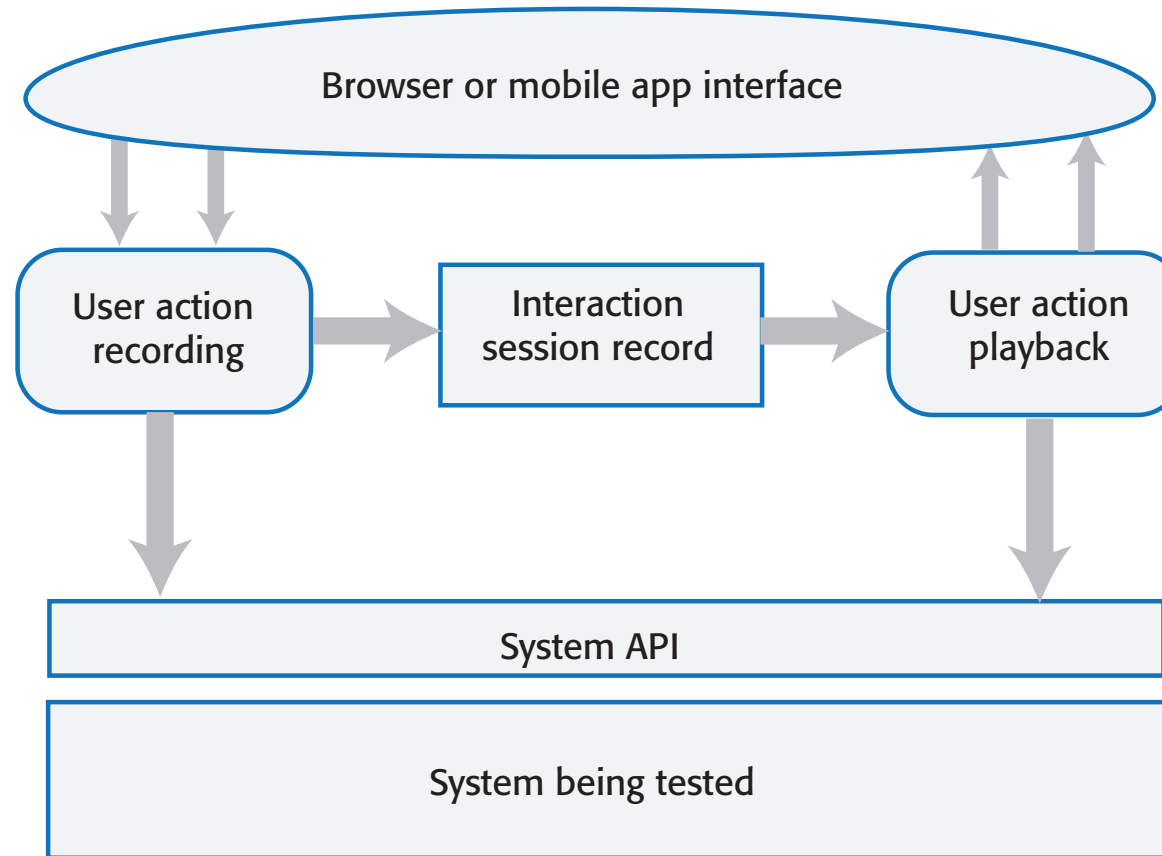 Browser or mobile app interface
User action
recording
Interaction
session record
User action
playback
System API
System being tested